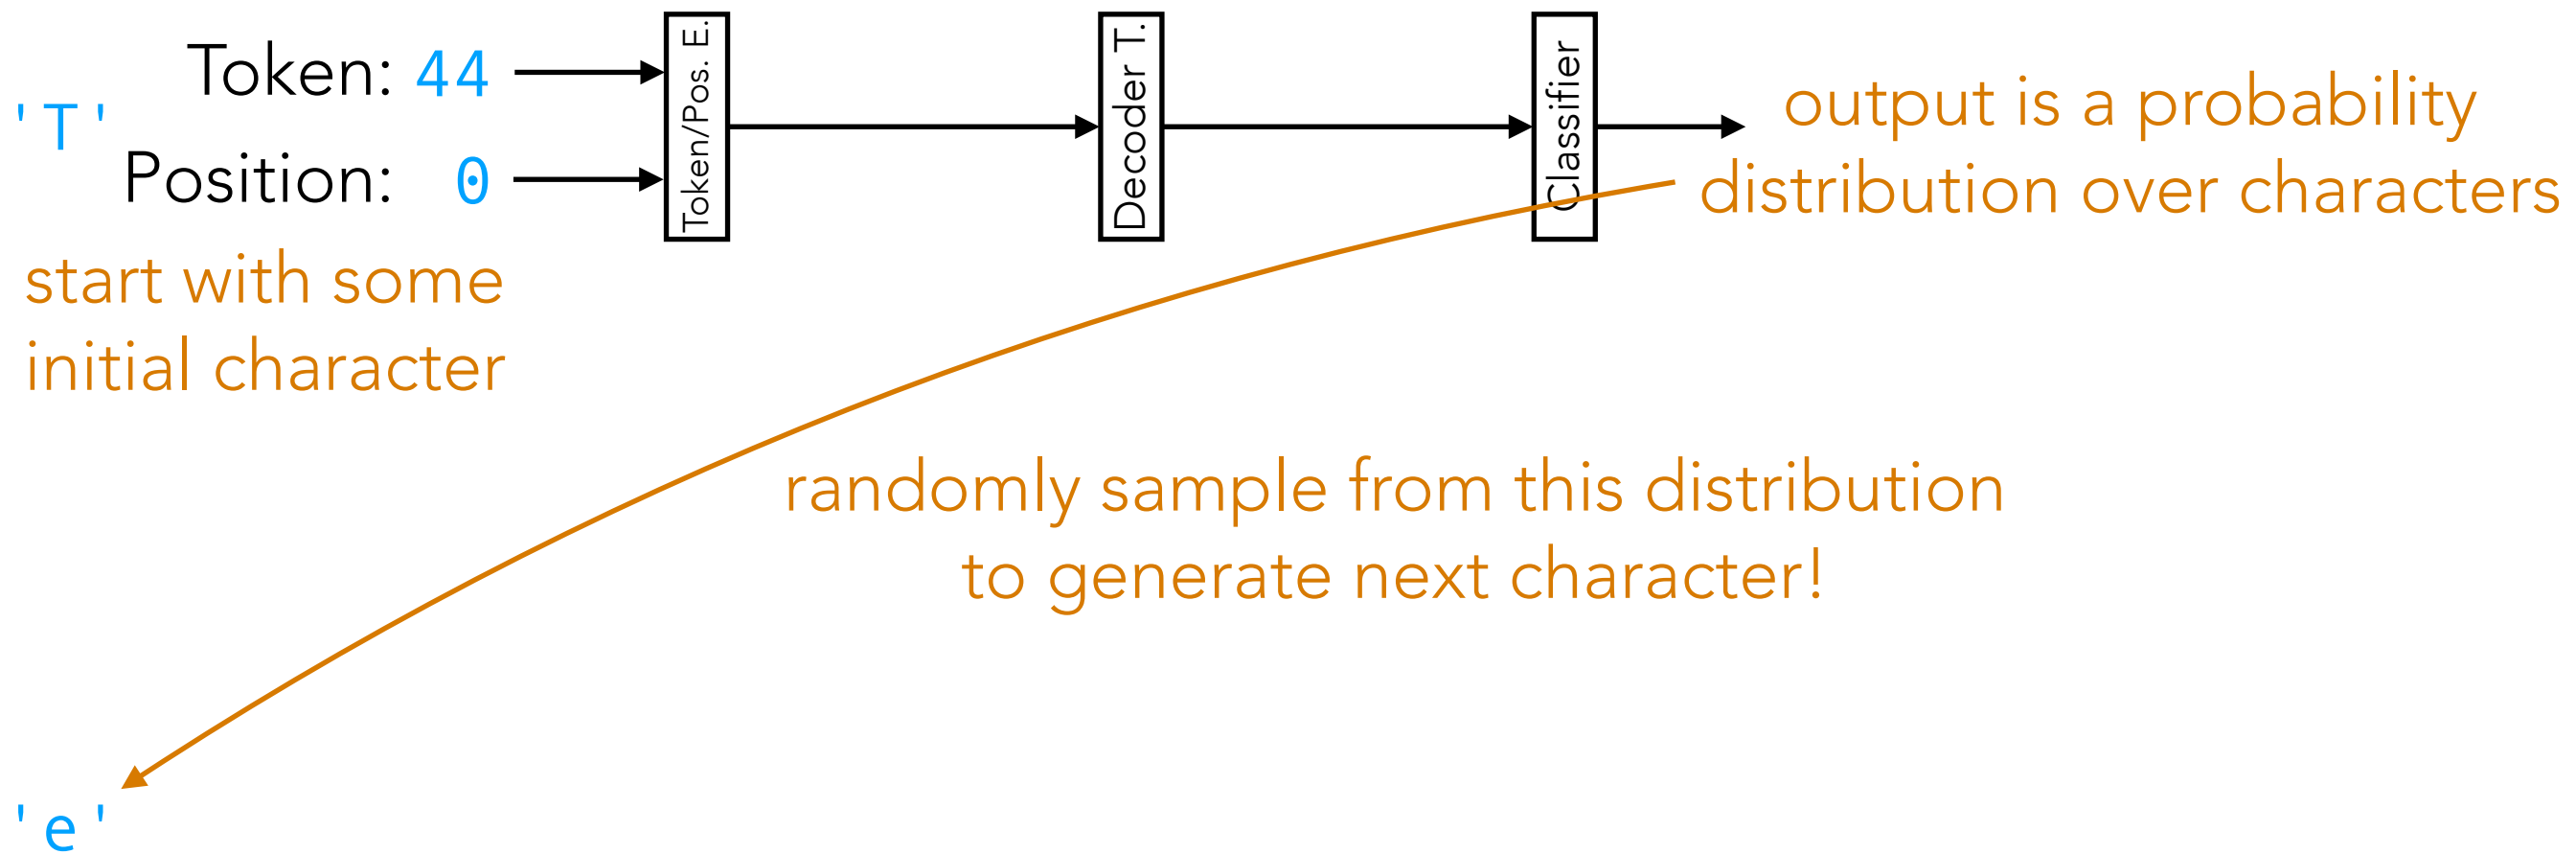 Token: 44
'T'
Position: 0
start with some
initial character
Token/Pos. E.
Decoder T.
Classifier
output is a probability
distribution over characters
randomly sample from this distribution
to generate next character!
'e'